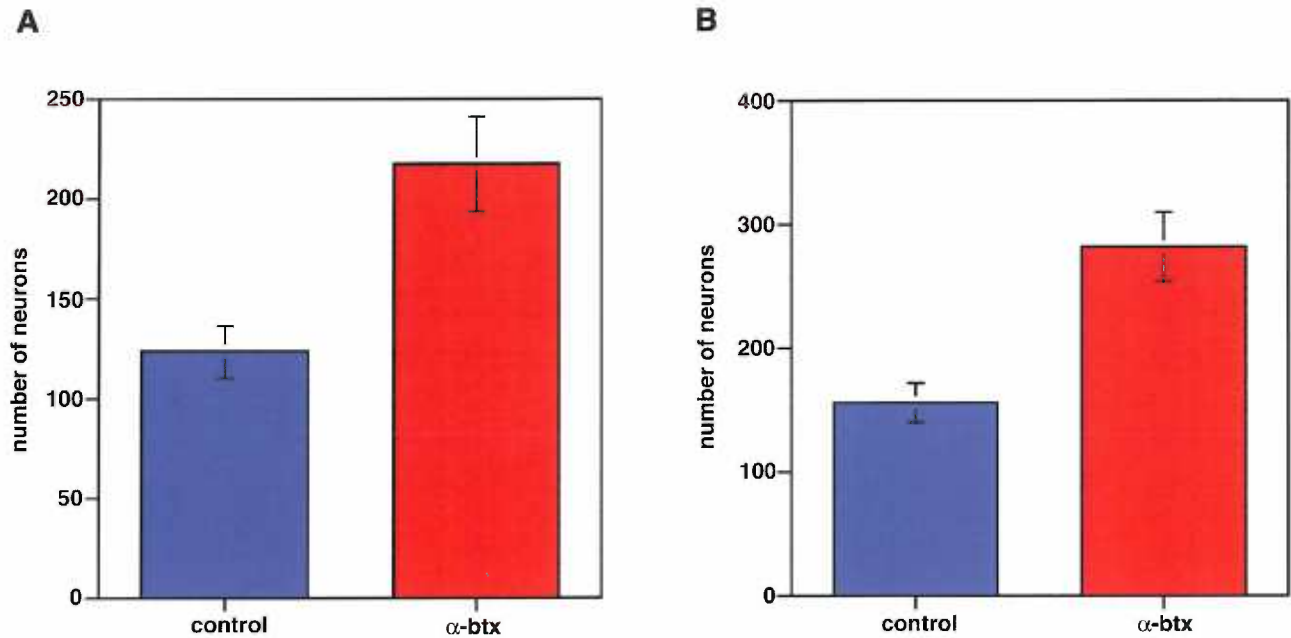 A
250
200
150
100
50
0
number of neurons
control
α-btx
B
400
300
200
100
0
number of neurons
control
α-btx